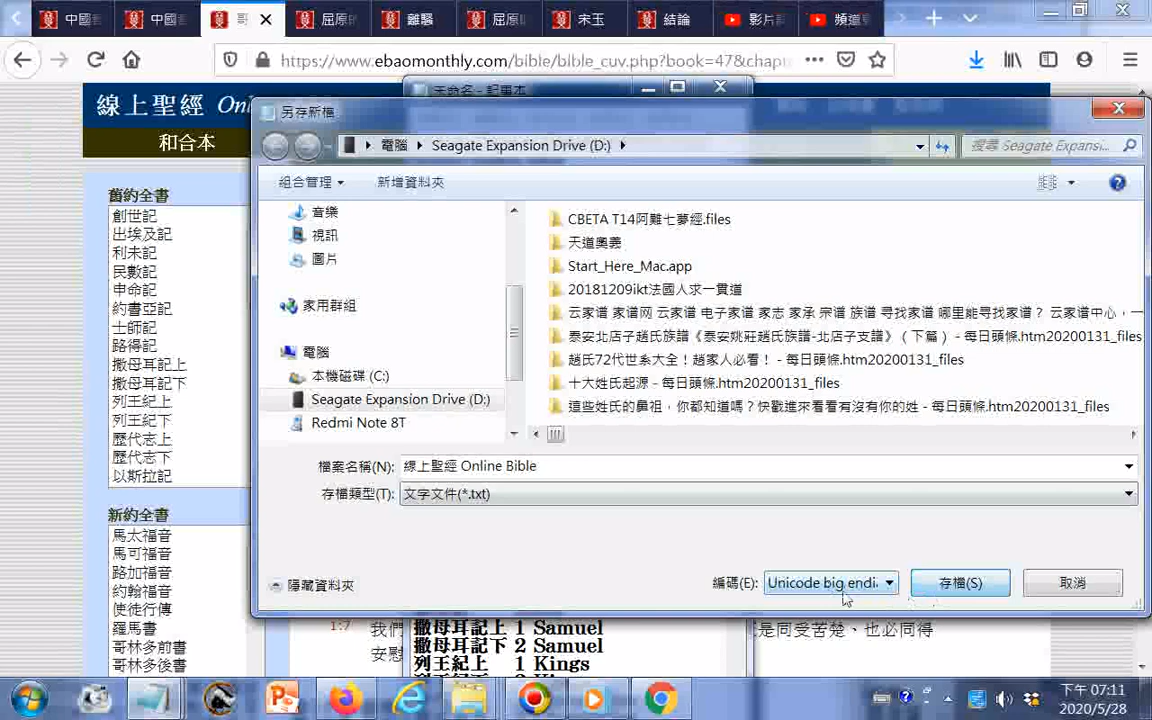 中國
中國
哥
屈原
離騷
屈原
宋玉
結論
影片
頻道
https://www.ebaomonthly.com/bible/bible_cuv.php?book=47&chap
線上聖經 Onl
和合本
未命名 - 記事本
另存新檔
電腦 Seagate Expansion Drive (D:)
搜尋 Seagate Expansi...
組合管理
新增資料夾
舊約全書
創世記
出埃及記
利未記
民數記
申命記
約書亞記
士師記
路得記
撒母耳記上
撒母耳記下
列王紀上
列王紀下
歷代志上
歷代志下
以斯拉記
新約全書
馬太福音
馬可福音
路加福音
約翰福音
使徒行傳
羅馬書
哥林多前書
哥林多後書
音樂
視訊
圖片
家用群組
電腦
本機磁碟 (C:)
Seagate Expansion Drive (D:)
Redmi Note 8T
CBETA T14阿難七夢經.files
天道奧義
Start_Here_Mac.app
20181209ikt法國人求一貫道
云家谱 家谱网 云家谱 电子家谱 家志 家承 宗谱 族谱 寻找家谱 哪里能寻找家谱？ 云家谱中心，一
泰安北店子趙氏族譜《泰安姚莊趙氏族譜-北店子支譜》（下篇） - 每日頭條.htm20200131_files
趙氏72代世系大全！趙家人必看！ - 每日頭條.htm20200131_files
十大姓氏起源 - 每日頭條.htm20200131_files
這些姓氏的鼻祖，你都知道嗎？快戳進來看看有沒有你的姓 - 每日頭條.htm20200131_files
檔案名稱(N): 線上聖經 Online Bible
存檔類型(T): 文字文件(*.txt)
隱藏資料夾
編碼(E): Unicode big endi
存檔(S)
取消
1:7 我們
安慰
是同受苦楚、也必同得
撒母耳記上 1 Samuel
撒母耳記下 2 Samuel
列王紀上 1 Kings
下午 07:11
2020/5/28